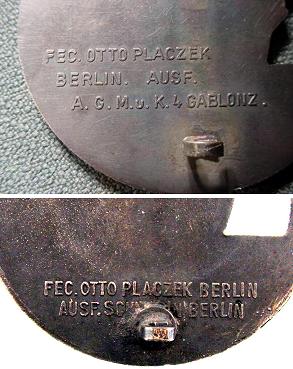 FEC. OTTO PLACZEK
BERLIN. AUSF.
A. G. M. u. K. 4 GABLONZ.
FEC. OTTO PLACZEK BERLIN
AUSF. BERLIN